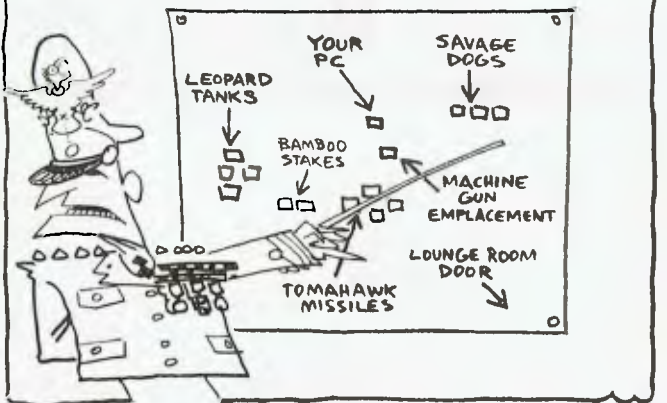 YOUR
PC
SAVAGE
DOGS
LEOPARD
TANKS
BAMBOO
STAKES
MACHINE
GUN
EMPLACEMENT
LOUNGE ROOM
DOOR
TOMAHAWK
MISSILES